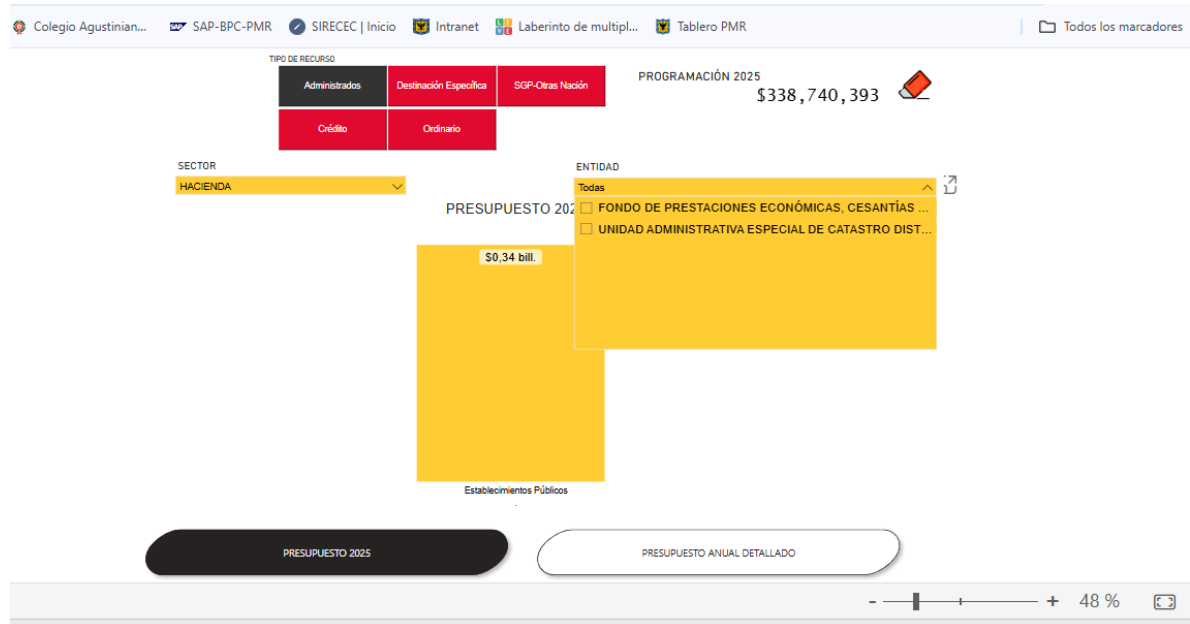 Colegio Agustinian...
SAP-BPC-PMR
SIRECEC | Inicio
Intranet
Laberinto de multipl...
Tablero PMR
Todos los marcadores
TIPO DE RECURSO
Administrados
Destinación Específica
SGP-Otras Nación
Crédito
Ordinario
PROGRAMACIÓN 2025
$338,740,393
SECTOR
HACIENDA
ENTIDAD
Todas
FONDO DE PRESTACIONES ECONÓMICAS, CESANTÍAS ...
UNIDAD ADMINISTRATIVA ESPECIAL DE CATASTRO DIST...
PRESUPUESTO 202
$0,34 bill.
Establecimientos Públicos
PRESUPUESTO 2025
PRESUPUESTO ANUAL DETALLADO
- + 48 %